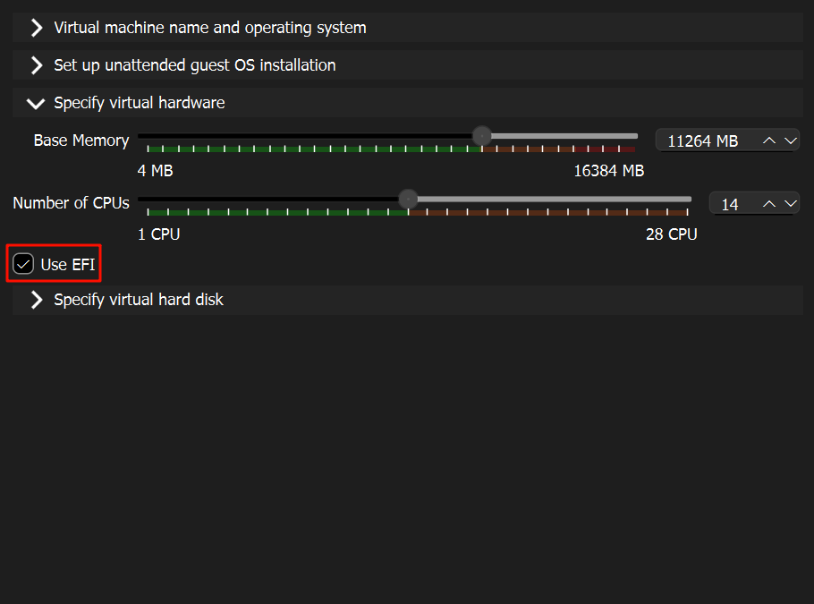 Virtual machine name and operating system
Set up unattended guest OS installation
Specify virtual hardware
Base Memory 11264 MB
4 MB 16384 MB
Number of CPUs 14
1 CPU 28 CPU
Use EFI
Specify virtual hard disk